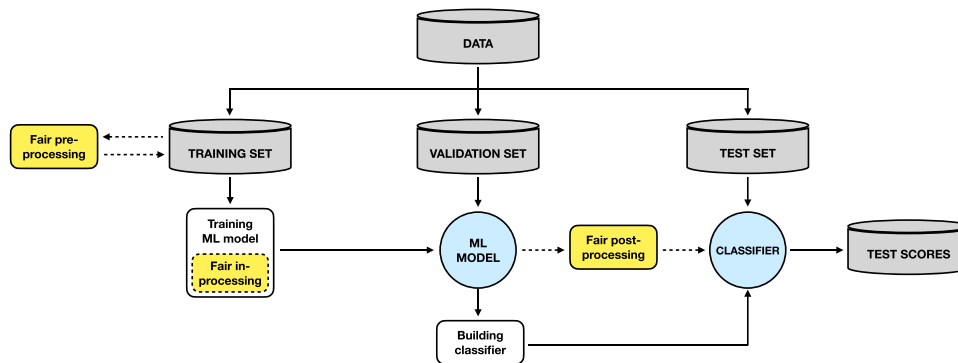 DATA
Fair pre-
processing
TRAINING SET
VALIDATION SET
TEST SET
Training
ML model
Fair in-
processing
ML
MODEL
Fair post-
processing
CLASSIFIER
TEST SCORES
Building
classifier